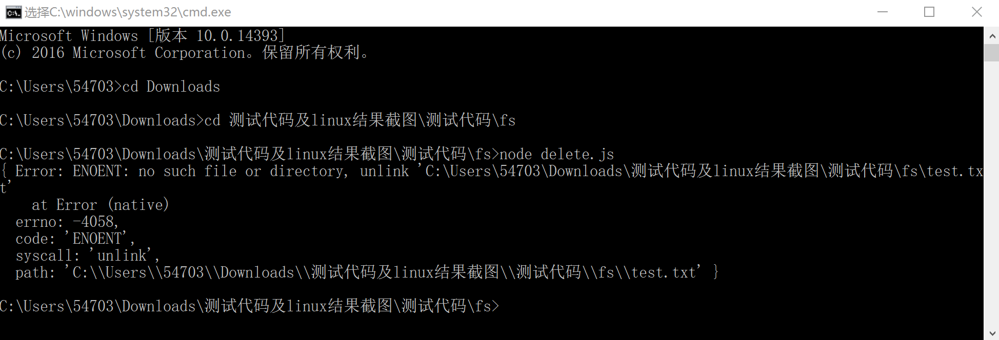 选择C:\windows\system32\cmd.exe
Microsoft Windows [版本 10.0.14393]
(c) 2016 Microsoft Corporation。保留所有权利。
C:\Users\54703>cd Downloads
C:\Users\54703\Downloads>cd 测试代码及linux结果截图\测试代码\fs
C:\Users\54703\Downloads\测试代码及linux结果截图\测试代码\fs>node delete.js
{ Error: ENOENT: no such file or directory, unlink 'C:\Users\54703\Downloads\测试代码及linux结果截图\测试代码\fs\test.tx
t'
    at Error (native)
  errno: -4058,
  code: 'ENOENT',
  syscall: 'unlink',
  path: 'C:\\Users\\54703\\Downloads\\测试代码及linux结果截图\\测试代码\\fs\\test.txt' }
C:\Users\54703\Downloads\测试代码及linux结果截图\测试代码\fs>